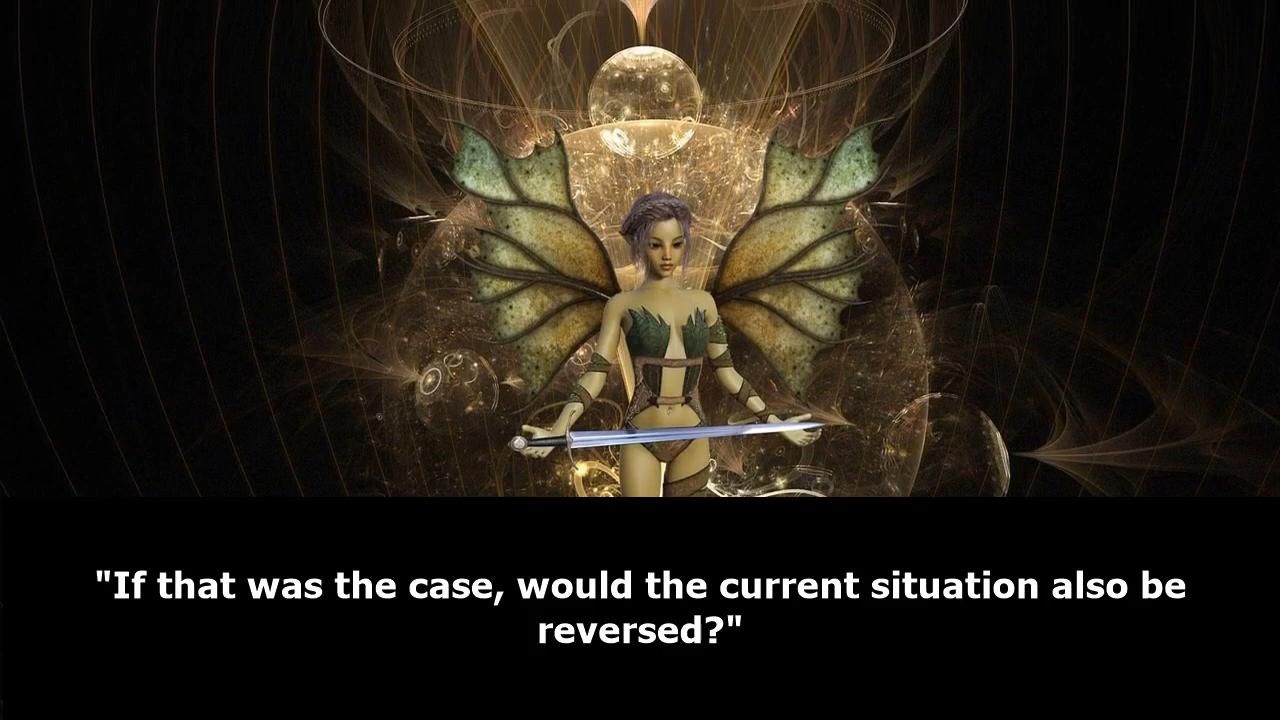 "If that was the case, would the current situation also be
reversed?"